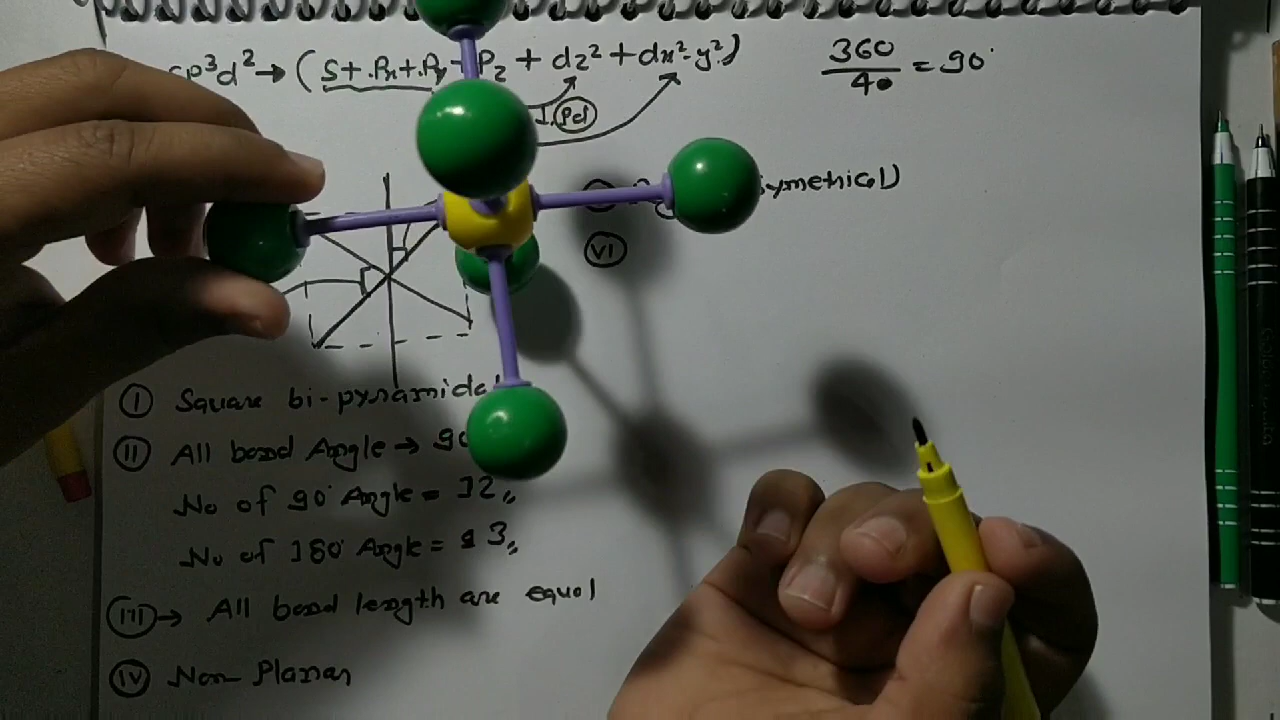 sp³d² → (S + Px + Py + Pz + dz² + dx²-y²)
360/40 = 90°
I.Pd
symetrical)
VI
I Square bi-pyramidal
II All bond Angle → 90
No of 90° Angle = 12,,
No of 180° Angle = 3,,
III → All bond length are equal
IV Non-Planar